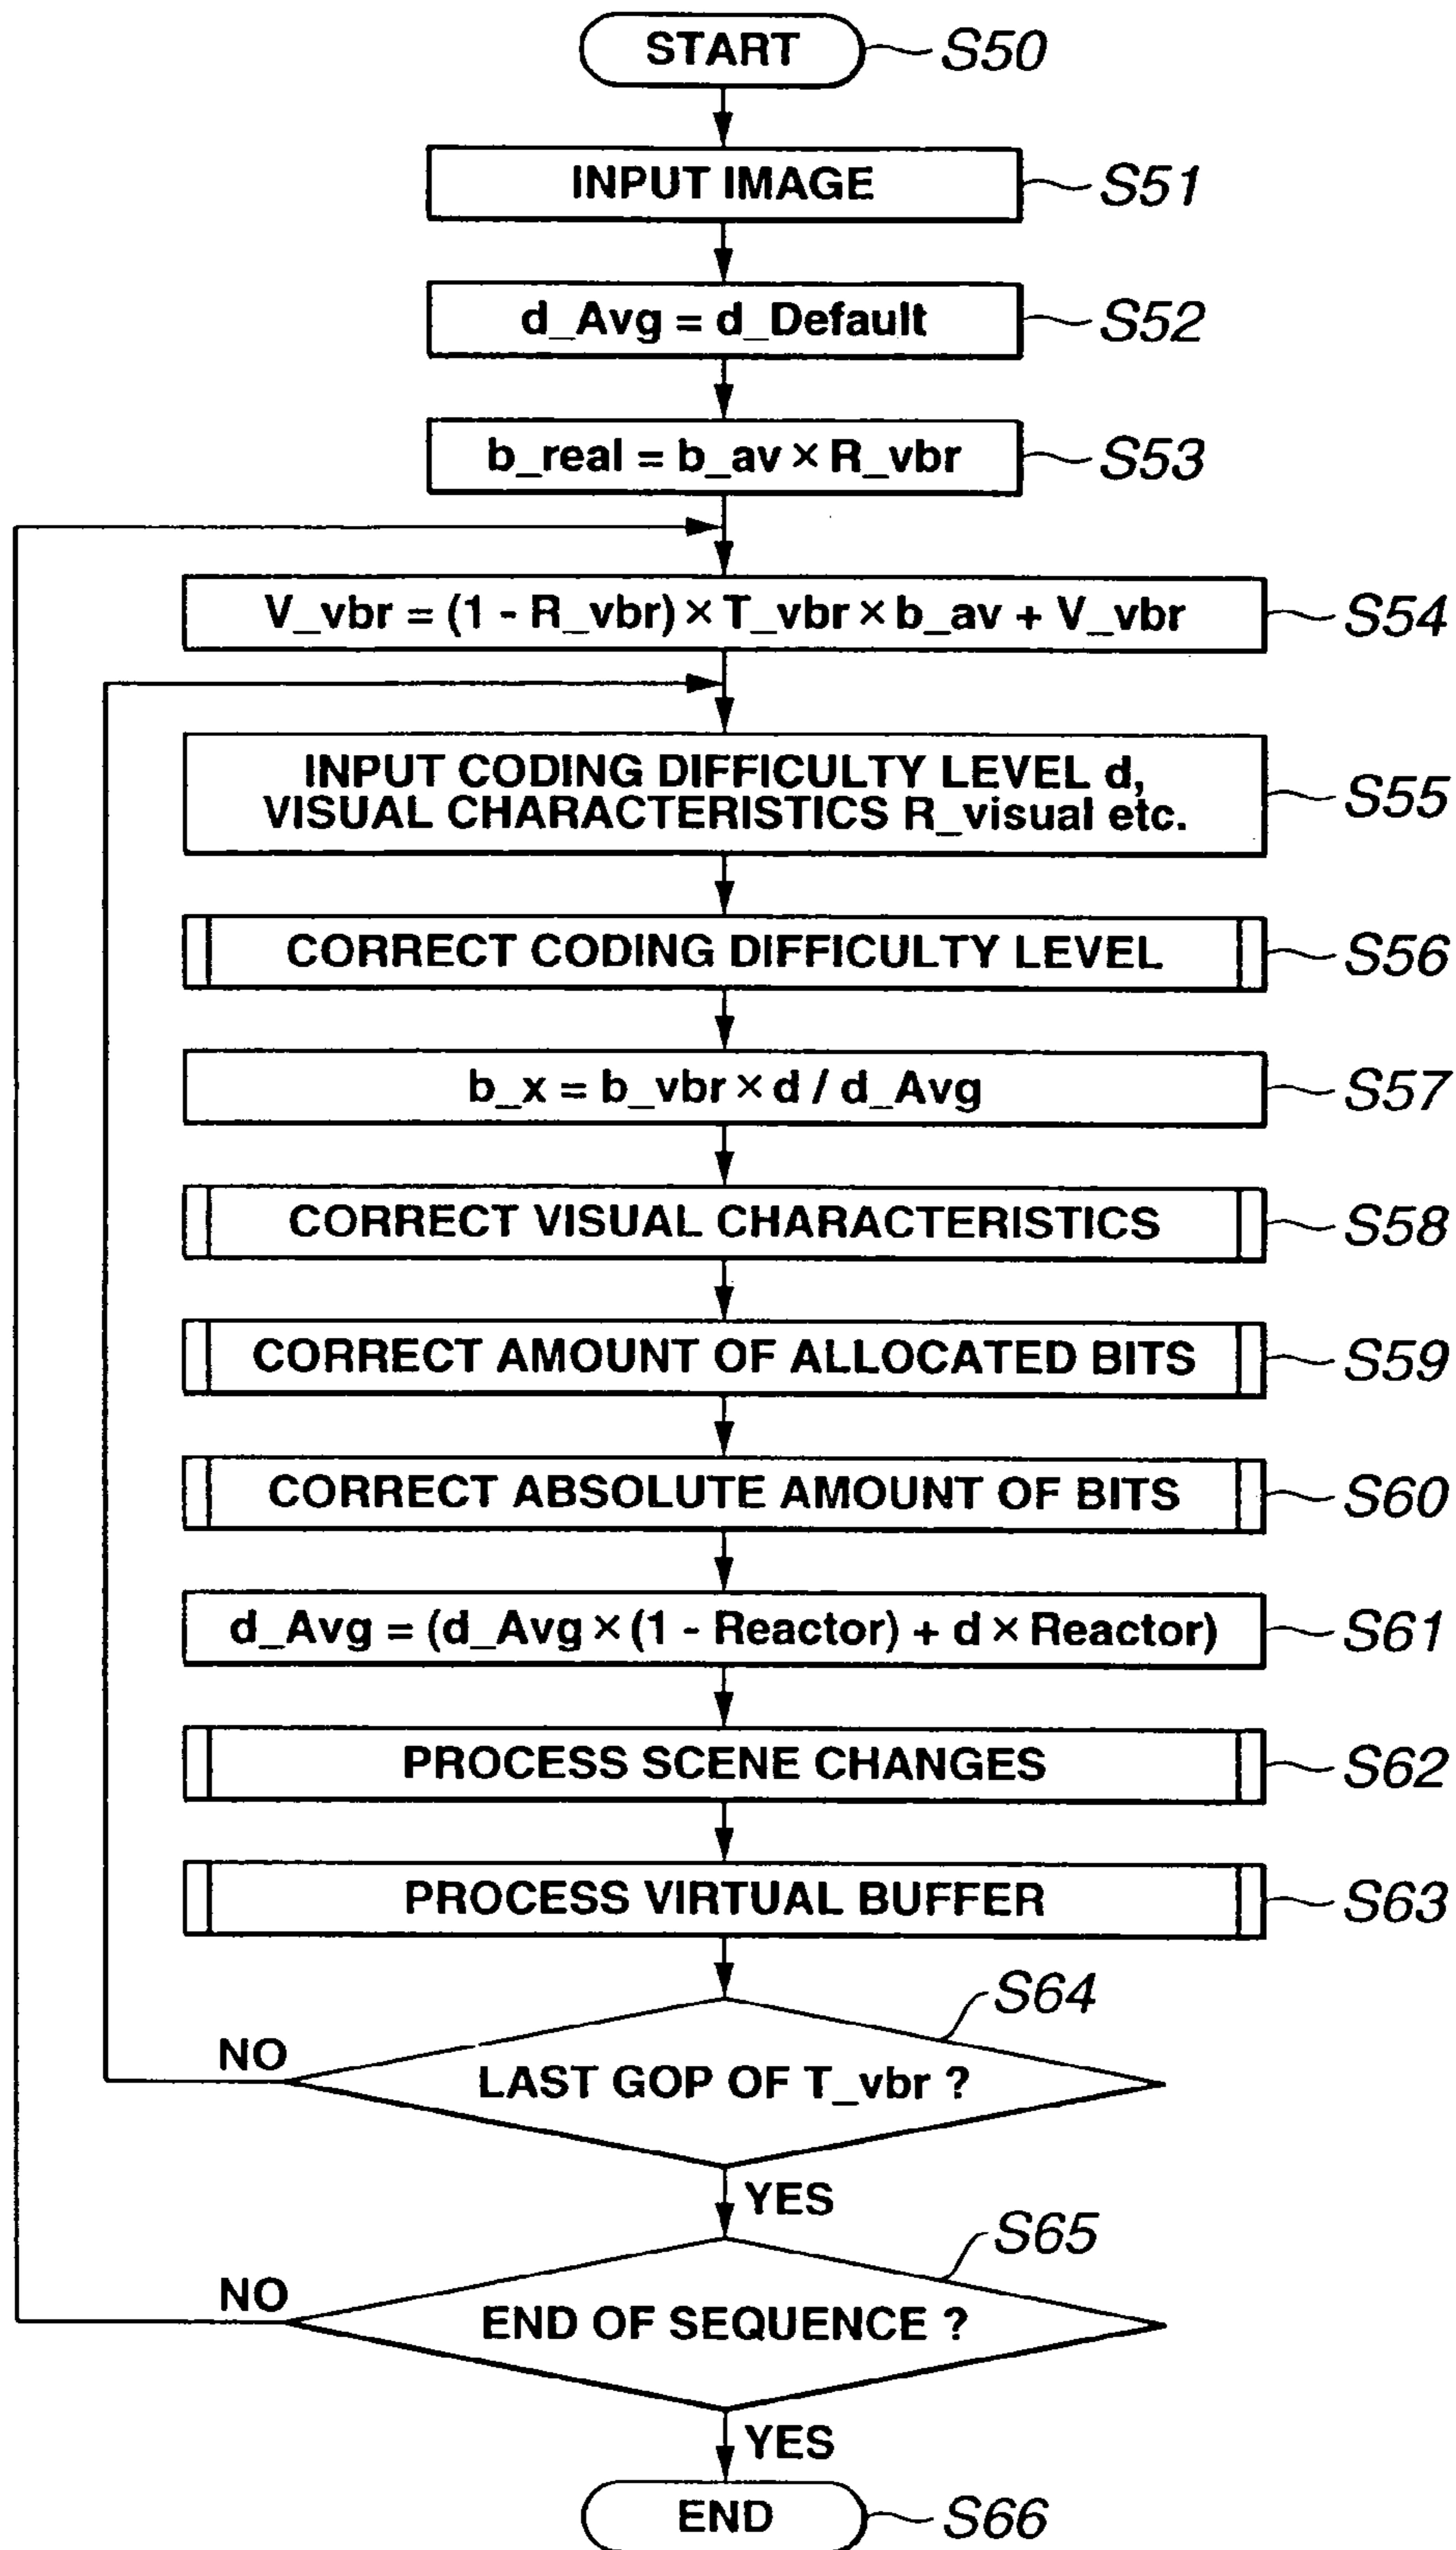 START S50
INPUT IMAGE S51
d_Avg = d_Default S52
b_real = b_av × R_vbr S53
V_vbr = (1 - R_vbr) × T_vbr × b_av + V_vbr S54
INPUT CODING DIFFICULTY LEVEL d,
VISUAL CHARACTERISTICS R_visual etc. S55
CORRECT CODING DIFFICULTY LEVEL S56
b_x = b_vbr × d / d_Avg S57
CORRECT VISUAL CHARACTERISTICS S58
CORRECT AMOUNT OF ALLOCATED BITS S59
CORRECT ABSOLUTE AMOUNT OF BITS S60
d_Avg = (d_Avg × (1 - Reactor) + d × Reactor) S61
PROCESS SCENE CHANGES S62
PROCESS VIRTUAL BUFFER S63
S64
NO
LAST GOP OF T_vbr ?
YES
S65
NO
END OF SEQUENCE ?
YES
END S66